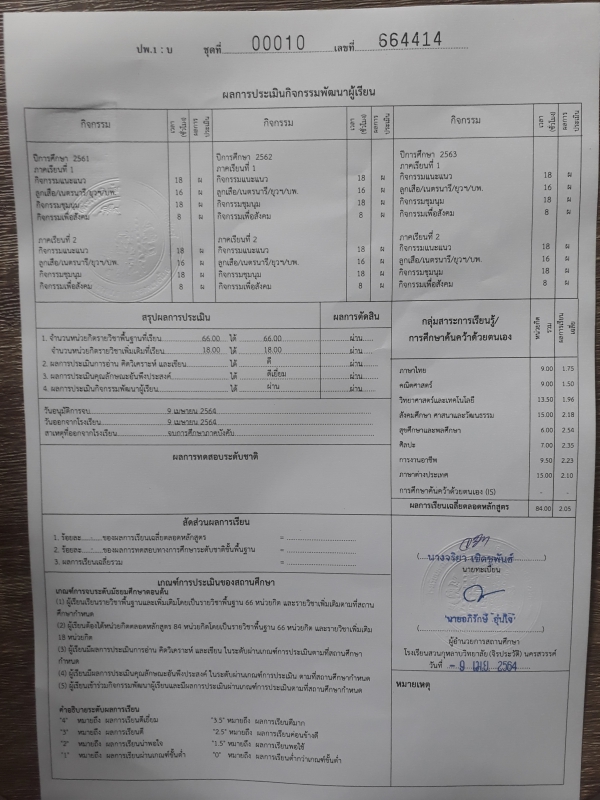 ปพ.1 : บ ชุดที่ 00010 เลขที่ 664414
ผลการประเมินกิจกรรมพัฒนาผู้เรียน
กิจกรรม เวลา (ชั่วโมง) ผลการประเมิน กิจกรรม เวลา (ชั่วโมง) ผลการประเมิน กิจกรรม เวลา (ชั่วโมง) ผลการประเมิน
ปีการศึกษา 2561
ภาคเรียนที่ 1
กิจกรรมแนะแนว 18 ผ
ลูกเสือ/เนตรนารี/ยุวฯ/บพ. 16 ผ
กิจกรรมชุมนุม 18 ผ
กิจกรรมเพื่อสังคม 8 ผ
ภาคเรียนที่ 2
กิจกรรมแนะแนว 18 ผ
ลูกเสือ/เนตรนารี/ยุวฯ/บพ. 16 ผ
กิจกรรมชุมนุม 18 ผ
กิจกรรมเพื่อสังคม 8 ผ
ปีการศึกษา 2562
ภาคเรียนที่ 1
กิจกรรมแนะแนว 18 ผ
ลูกเสือ/เนตรนารี/ยุวฯ/บพ. 16 ผ
กิจกรรมชุมนุม 18 ผ
กิจกรรมเพื่อสังคม 8 ผ
ภาคเรียนที่ 2
กิจกรรมแนะแนว 18 ผ
ลูกเสือ/เนตรนารี/ยุวฯ/บพ. 16 ผ
กิจกรรมชุมนุม 18 ผ
กิจกรรมเพื่อสังคม 8 ผ
ปีการศึกษา 2563
ภาคเรียนที่ 1
กิจกรรมแนะแนว 18 ผ
ลูกเสือ/เนตรนารี/ยุวฯ/บพ. 16 ผ
กิจกรรมชุมนุม 18 ผ
กิจกรรมเพื่อสังคม 8 ผ
ภาคเรียนที่ 2
กิจกรรมแนะแนว 18 ผ
ลูกเสือ/เนตรนารี/ยุวฯ/บพ. 16 ผ
กิจกรรมชุมนุม 18 ผ
กิจกรรมเพื่อสังคม 8 ผ
สรุปผลการประเมิน ผลการตัดสิน
1. จำนวนหน่วยกิตรายวิชาพื้นฐานที่เรียน 66.00 ได้ 66.00 ผ่าน
จำนวนหน่วยกิตรายวิชาเพิ่มเติมที่เรียน 18.00 ได้ 18.00 ผ่าน
2. ผลการประเมินการอ่าน คิดวิเคราะห์ และเขียน ได้ ดี ผ่าน
3. ผลการประเมินคุณลักษณะอันพึงประสงค์ ได้ ดีเยี่ยม ผ่าน
4. ผลการประเมินกิจกรรมพัฒนาผู้เรียน ได้ ผ่าน ผ่าน
วันอนุมัติการจบ 9 เมษายน 2564
วันออกจากโรงเรียน 9 เมษายน 2564
สาเหตุที่ออกจากโรงเรียน จบการศึกษาภาคบังคับ
ผลการทดสอบระดับชาติ
กลุ่มสาระการเรียนรู้/
การศึกษาค้นคว้าด้วยตนเอง หน่วยกิตรวม ผลการเรียนเฉลี่ย
ภาษาไทย 9.00 1.75
คณิตศาสตร์ 9.00 1.50
วิทยาศาสตร์และเทคโนโลยี 13.50 1.96
สังคมศึกษา ศาสนาและวัฒนธรรม 15.00 2.18
สุขศึกษาและพลศึกษา 6.00 2.54
ศิลปะ 7.00 2.35
การงานอาชีพ 9.50 2.23
ภาษาต่างประเทศ 15.00 2.10
การศึกษาค้นคว้าด้วยตนเอง (IS) - -
ผลการเรียนเฉลี่ยตลอดหลักสูตร 84.00 2.05
สัดส่วนผลการเรียน
1. ร้อยละ - ของผลการเรียนเฉลี่ยตลอดหลักสูตร =
2. ร้อยละ - ของผลการทดสอบทางการศึกษาระดับชาติขั้นพื้นฐาน =
3. ผลการเรียนเฉลี่ยรวม =
เกณฑ์การประเมินของสถานศึกษา
เกณฑ์การจบระดับมัธยมศึกษาตอนต้น
(1) ผู้เรียนเรียนรายวิชาพื้นฐานและเพิ่มเติมโดยเป็นรายวิชาพื้นฐาน 66 หน่วยกิต และรายวิชาเพิ่มเติมตามที่สถาน
ศึกษากำหนด
(2) ผู้เรียนต้องได้หน่วยกิตตลอดหลักสูตร 84 หน่วยกิตโดยเป็นรายวิชาพื้นฐาน 66 หน่วยกิต และรายวิชาเพิ่มเติม
18 หน่วยกิต
(3) ผู้เรียนมีผลการประเมินการอ่าน คิดวิเคราะห์ และเขียน ในระดับผ่านเกณฑ์การประเมินตามที่สถานศึกษา
กำหนด
(4) ผู้เรียนมีผลการประเมินคุณลักษณะอันพึงประสงค์ ในระดับผ่านเกณฑ์การประเมิน ตามที่สถานศึกษากำหนด
(5) ผู้เรียนเข้าร่วมกิจกรรมพัฒนาผู้เรียนและมีผลการประเมินผ่านเกณฑ์การประเมินตามที่สถานศึกษากำหนด
คำอธิบายระดับผลการเรียน
"4" หมายถึง ผลการเรียนดีเยี่ยม "3.5" หมายถึง ผลการเรียนดีมาก
"3" หมายถึง ผลการเรียนดี "2.5" หมายถึง ผลการเรียนค่อนข้างดี
"2" หมายถึง ผลการเรียนน่าพอใจ "1.5" หมายถึง ผลการเรียนพอใช้
"1" หมายถึง ผลการเรียนผ่านเกณฑ์ขั้นต่ำ "0" หมายถึง ผลการเรียนต่ำกว่าเกณฑ์ขั้นต่ำ
(นางจริยา เชิดชูพันธ์)
นายทะเบียน
(นายอภิรักษ์ อุ่นใจ)
ผู้อำนวยการสถานศึกษา
โรงเรียนสวนกุหลาบวิทยาลัย (จิรประวัติ) นครสวรรค์
วันที่ - 9 เม.ย. 2564
หมายเหตุ